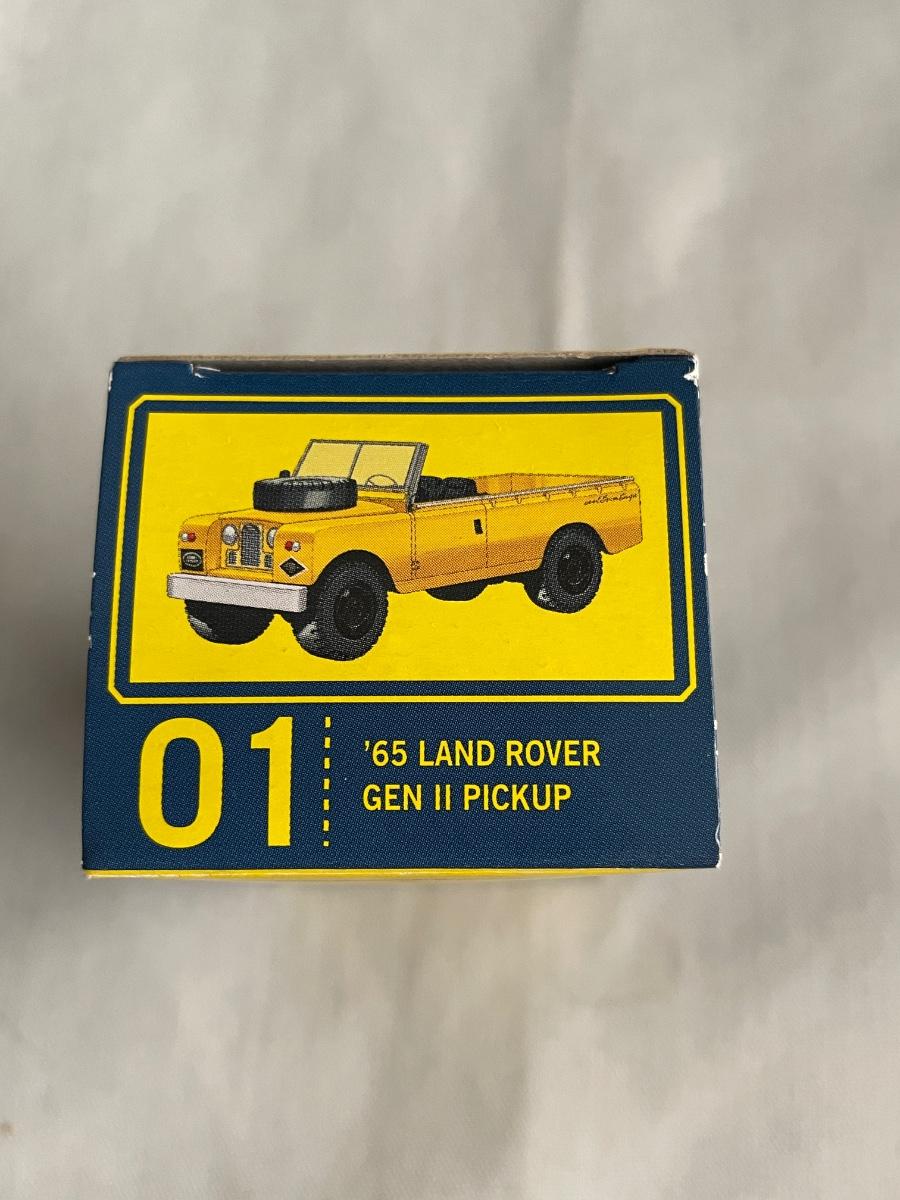 01
'65 LAND ROVER
GEN II PICKUP